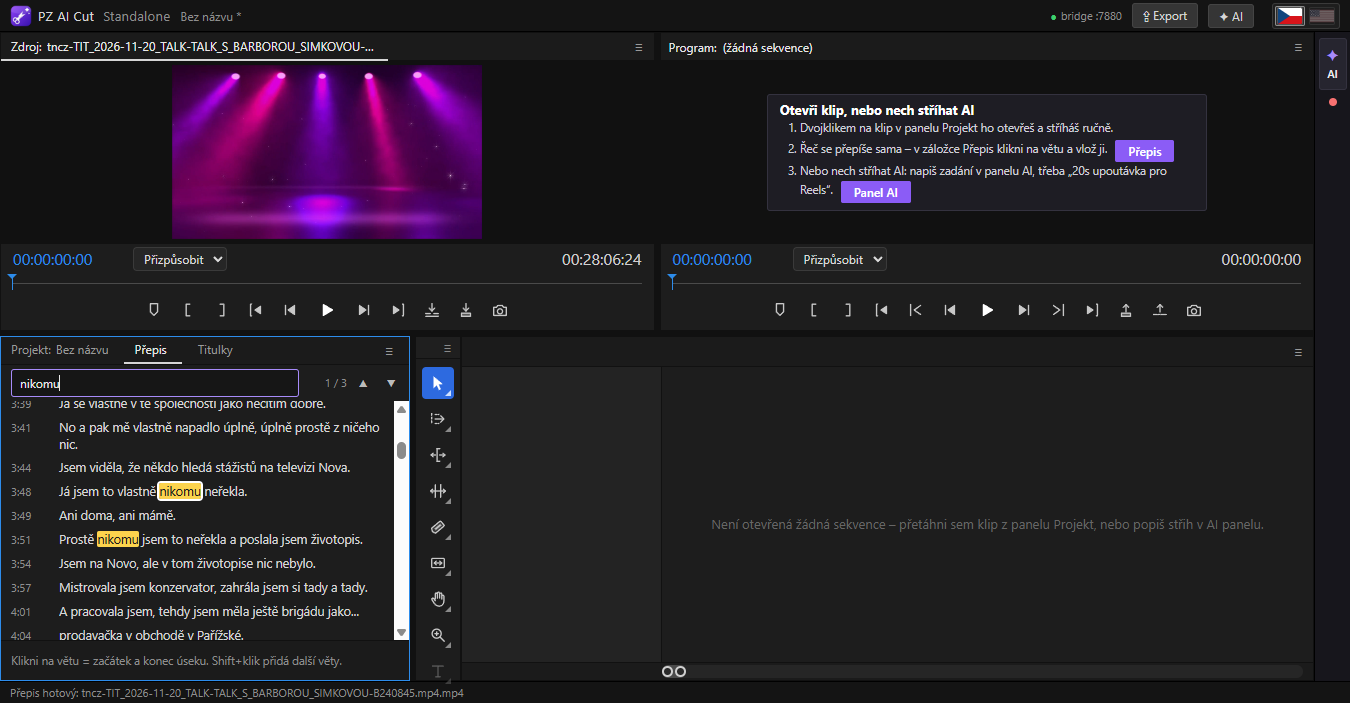 PZ AI Cut Standalone Bez názvu *
bridge :7880 Export AI
Zdroj: tncz-TIT_2026-11-20_TALK-TALK_S_BARBOROU_SIMKOVOU-...
Program: (žádná sekvence)
AI
Otevři klip, nebo nech stříhat AI
1. Dvojklikem na klip v panelu Projekt ho otevřeš a stříháš ručně.
2. Řeč se přepíše sama – v záložce Přepis klikni na větu a vlož ji. Přepis
3. Nebo nech stříhat AI: napiš zadání v panelu AI, třeba „20s upoutávka pro
Reels“. Panel AI
00:00:00:00 Přizpůsobit 00:28:06:24
00:00:00:00 Přizpůsobit 00:00:00:00
Projekt: Bez názvu Přepis Titulky
nikomu 1 / 3
3:39 Já se vlastně v té společnosti jako necítím dobře.
3:41 No a pak mě vlastně napadlo úplně, úplně prostě z ničeho
nic.
3:44 Jsem viděla, že někdo hledá stážistů na televizi Nova.
3:48 Já jsem to vlastně nikomu neřekla.
3:49 Ani doma, ani mámě.
3:51 Prostě nikomu jsem to neřekla a poslala jsem životopis.
3:54 Jsem na Novo, ale v tom životopise nic nebylo.
3:57 Mistrovala jsem konzervator, zahrála jsem si tady a tady.
4:01 A pracovala jsem, tehdy jsem měla ještě brigádu jako...
4:04 prodavačka v obchodě v Pařížské.
Klikni na větu = začátek a konec úseku. Shift+klik přidá další věty.
Není otevřená žádná sekvence – přetáhni sem klip z panelu Projekt, nebo popiš střih v AI panelu.
Přepis hotový: tncz-TIT_2026-11-20_TALK-TALK_S_BARBOROU_SIMKOVOU-B240845.mp4.mp4